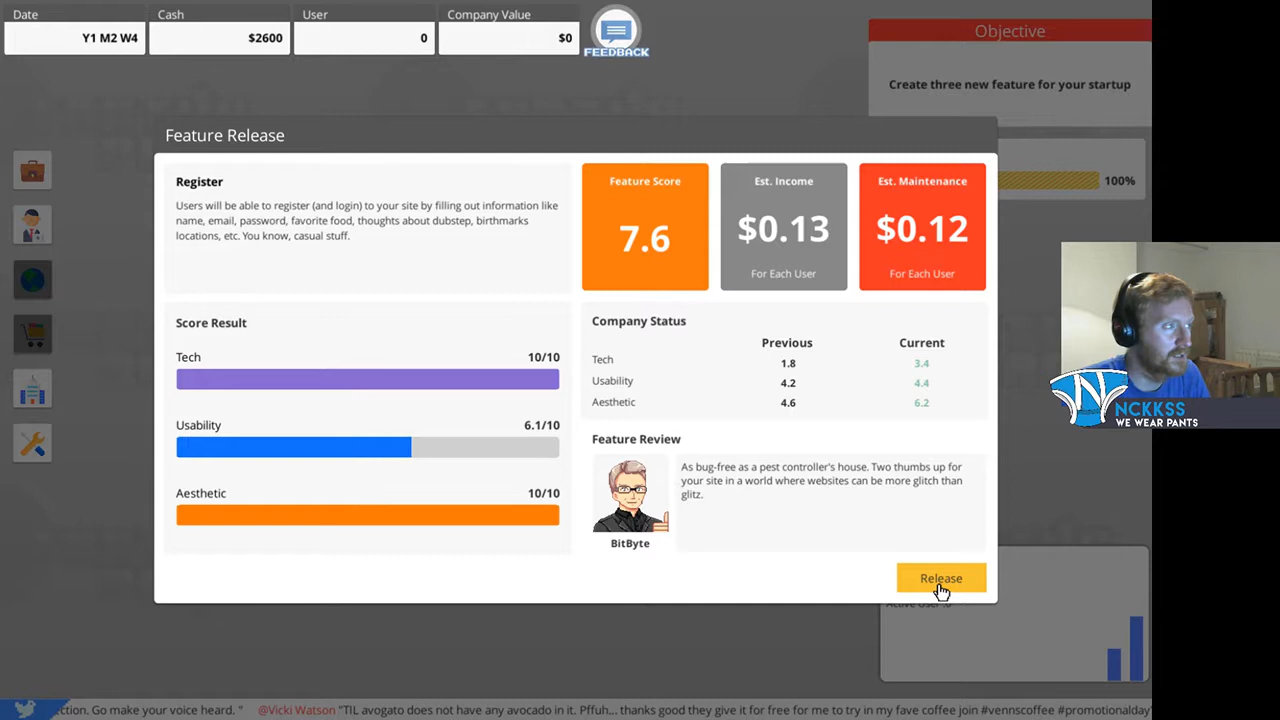 Date
Cash
User
Company Value
Y1 M2 W4
$2600
0
$0
FEEDBACK
Objective
Create three new feature for your startup
100%
Feature Release
Register
Users will be able to register (and login) to your site by filling out information like
name, email, password, favorite food, thoughts about dubstep, birthmarks
locations, etc. You know, casual stuff.
Feature Score
7.6
Est. Income
$0.13
For Each User
Est. Maintenance
$0.12
For Each User
Score Result
Tech 10/10
Usability 6.1/10
Aesthetic 10/10
Company Status
Previous Current
Tech 1.8 3.4
Usability 4.2 4.4
Aesthetic 4.6 6.2
Feature Review
As bug-free as a pest controller's house. Two thumbs up for
your site in a world where websites can be more glitch than
glitz.
BitByte
Release
NCKKSS
WE WEAR PANTS
ction. Go make your voice heard. " @Vicki Watson "TIL avogato does not have any avocado in it. Pffuh... thanks good they give it for free for me to try in my fave coffee join #vennscoffee #promotionalday"